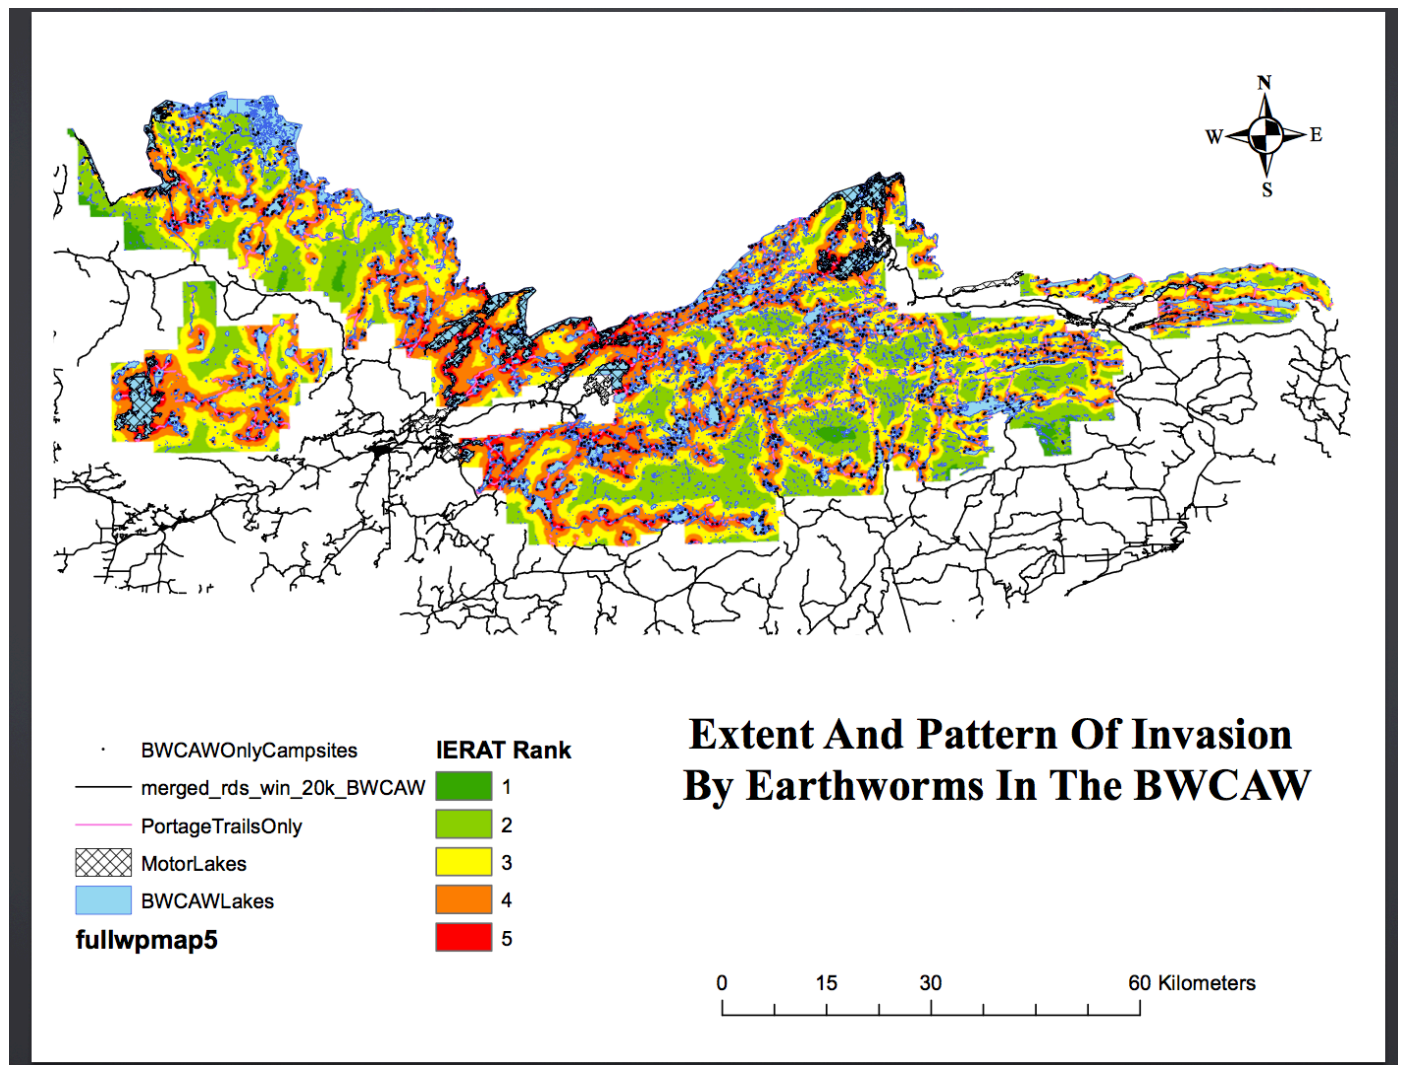 N
W
E
S
Extent And Pattern Of Invasion
By Earthworms In The BWCAW
BWCAWOnlyCampsites
merged_rds_win_20k_BWCAW
PortageTrailsOnly
MotorLakes
BWCAWLakes
fullwpmap5
IERAT Rank
1
2
3
4
5
0 15 30 60 Kilometers